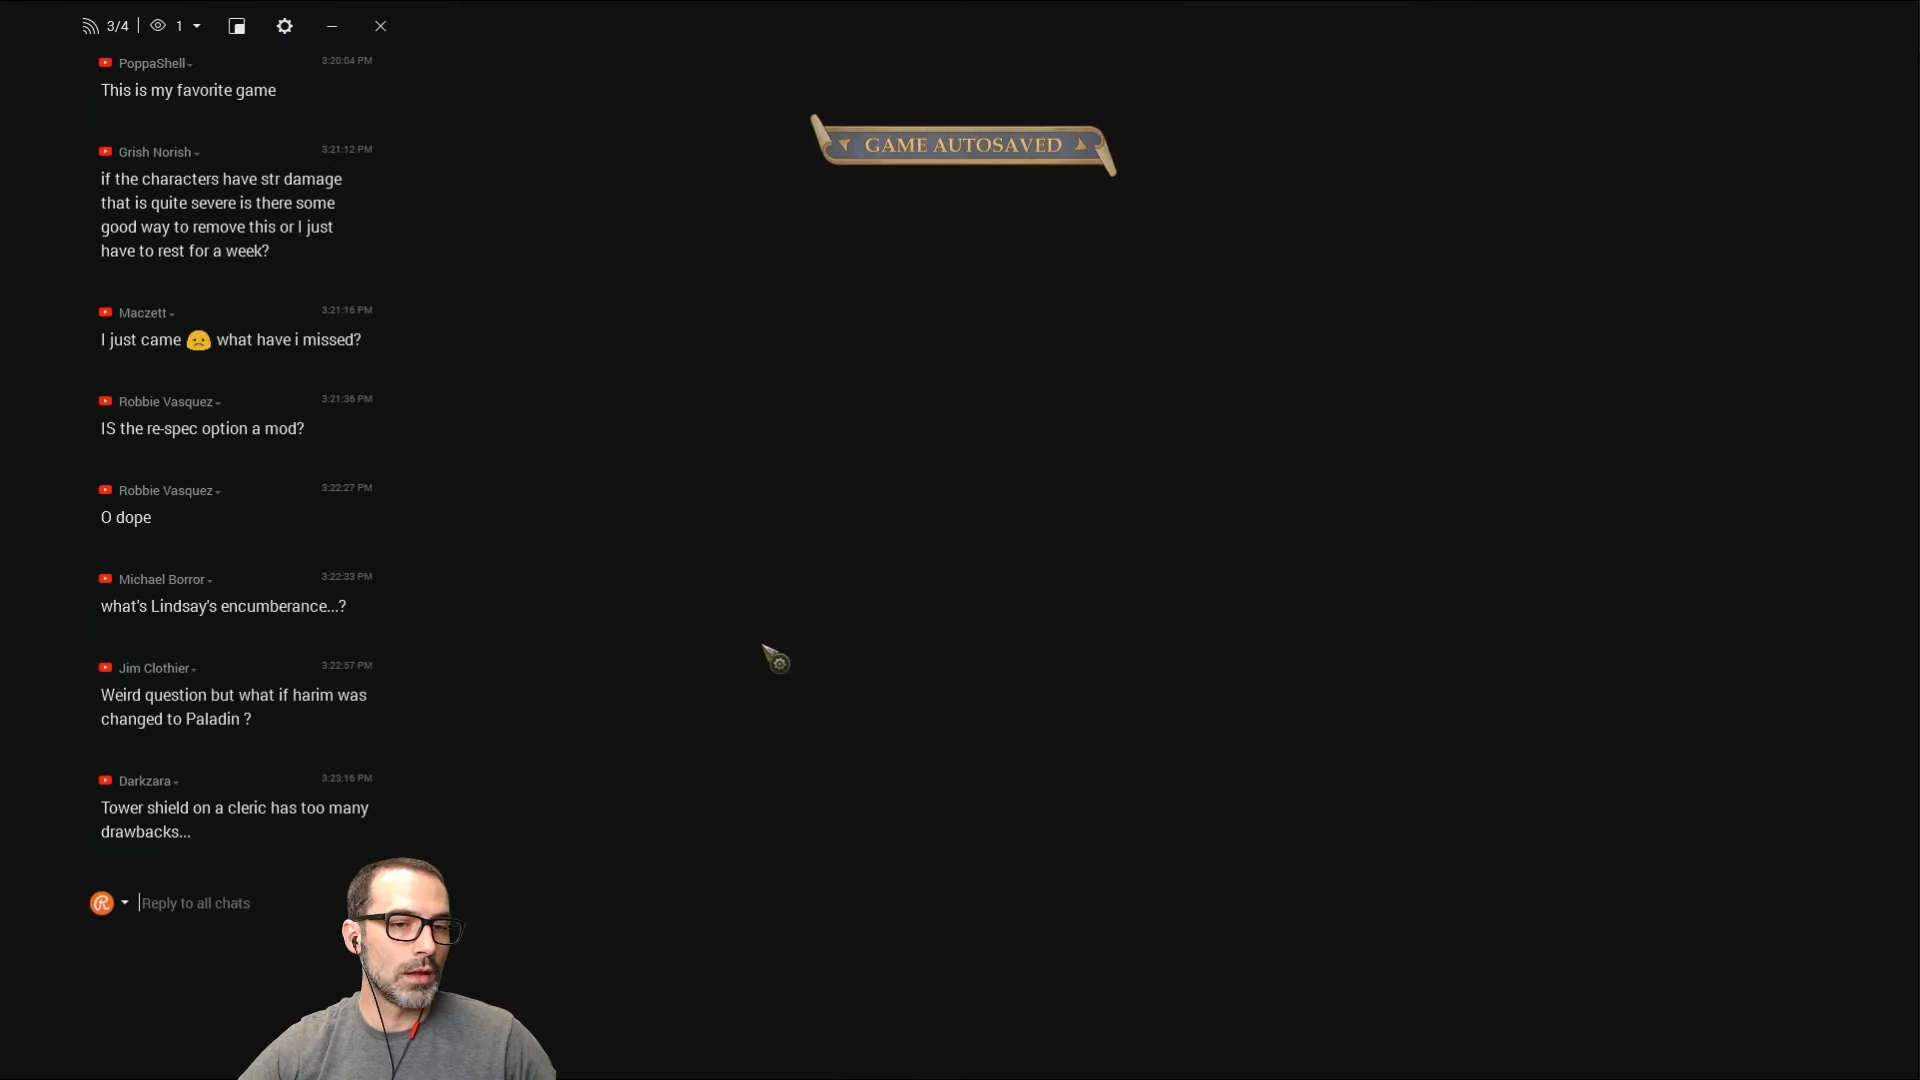 3/4 | 1
PoppaShell 3:20:04 PM
This is my favorite game
GAME AUTOSAVED
Grish Norish 3:21:12 PM
if the characters have str damage
that is quite severe is there some
good way to remove this or I just
have to rest for a week?
Maczett 3:21:16 PM
I just came ☹️ what have i missed?
Robbie Vasquez 3:21:36 PM
IS the re-spec option a mod?
Robbie Vasquez 3:22:27 PM
O dope
Michael Borror 3:22:33 PM
what's Lindsay's encumberance...?
Jim Clothier 3:22:57 PM
Weird question but what if harim was
changed to Paladin ?
Darkzara 3:23:16 PM
Tower shield on a cleric has too many
drawbacks...
Reply to all chats